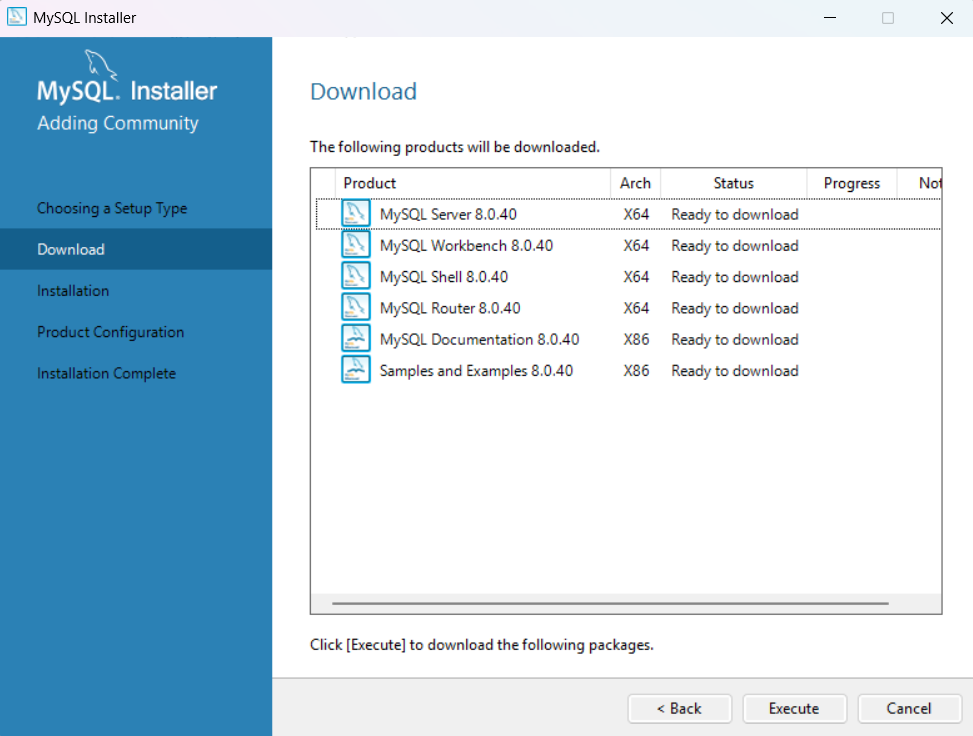 MySQL Installer
MySQL. Installer
Adding Community
Choosing a Setup Type
Download
Installation
Product Configuration
Installation Complete
Download
The following products will be downloaded.
Product Arch Status Progress Not
MySQL Server 8.0.40 X64 Ready to download
MySQL Workbench 8.0.40 X64 Ready to download
MySQL Shell 8.0.40 X64 Ready to download
MySQL Router 8.0.40 X64 Ready to download
MySQL Documentation 8.0.40 X86 Ready to download
Samples and Examples 8.0.40 X86 Ready to download
Click [Execute] to download the following packages.
< Back Execute Cancel